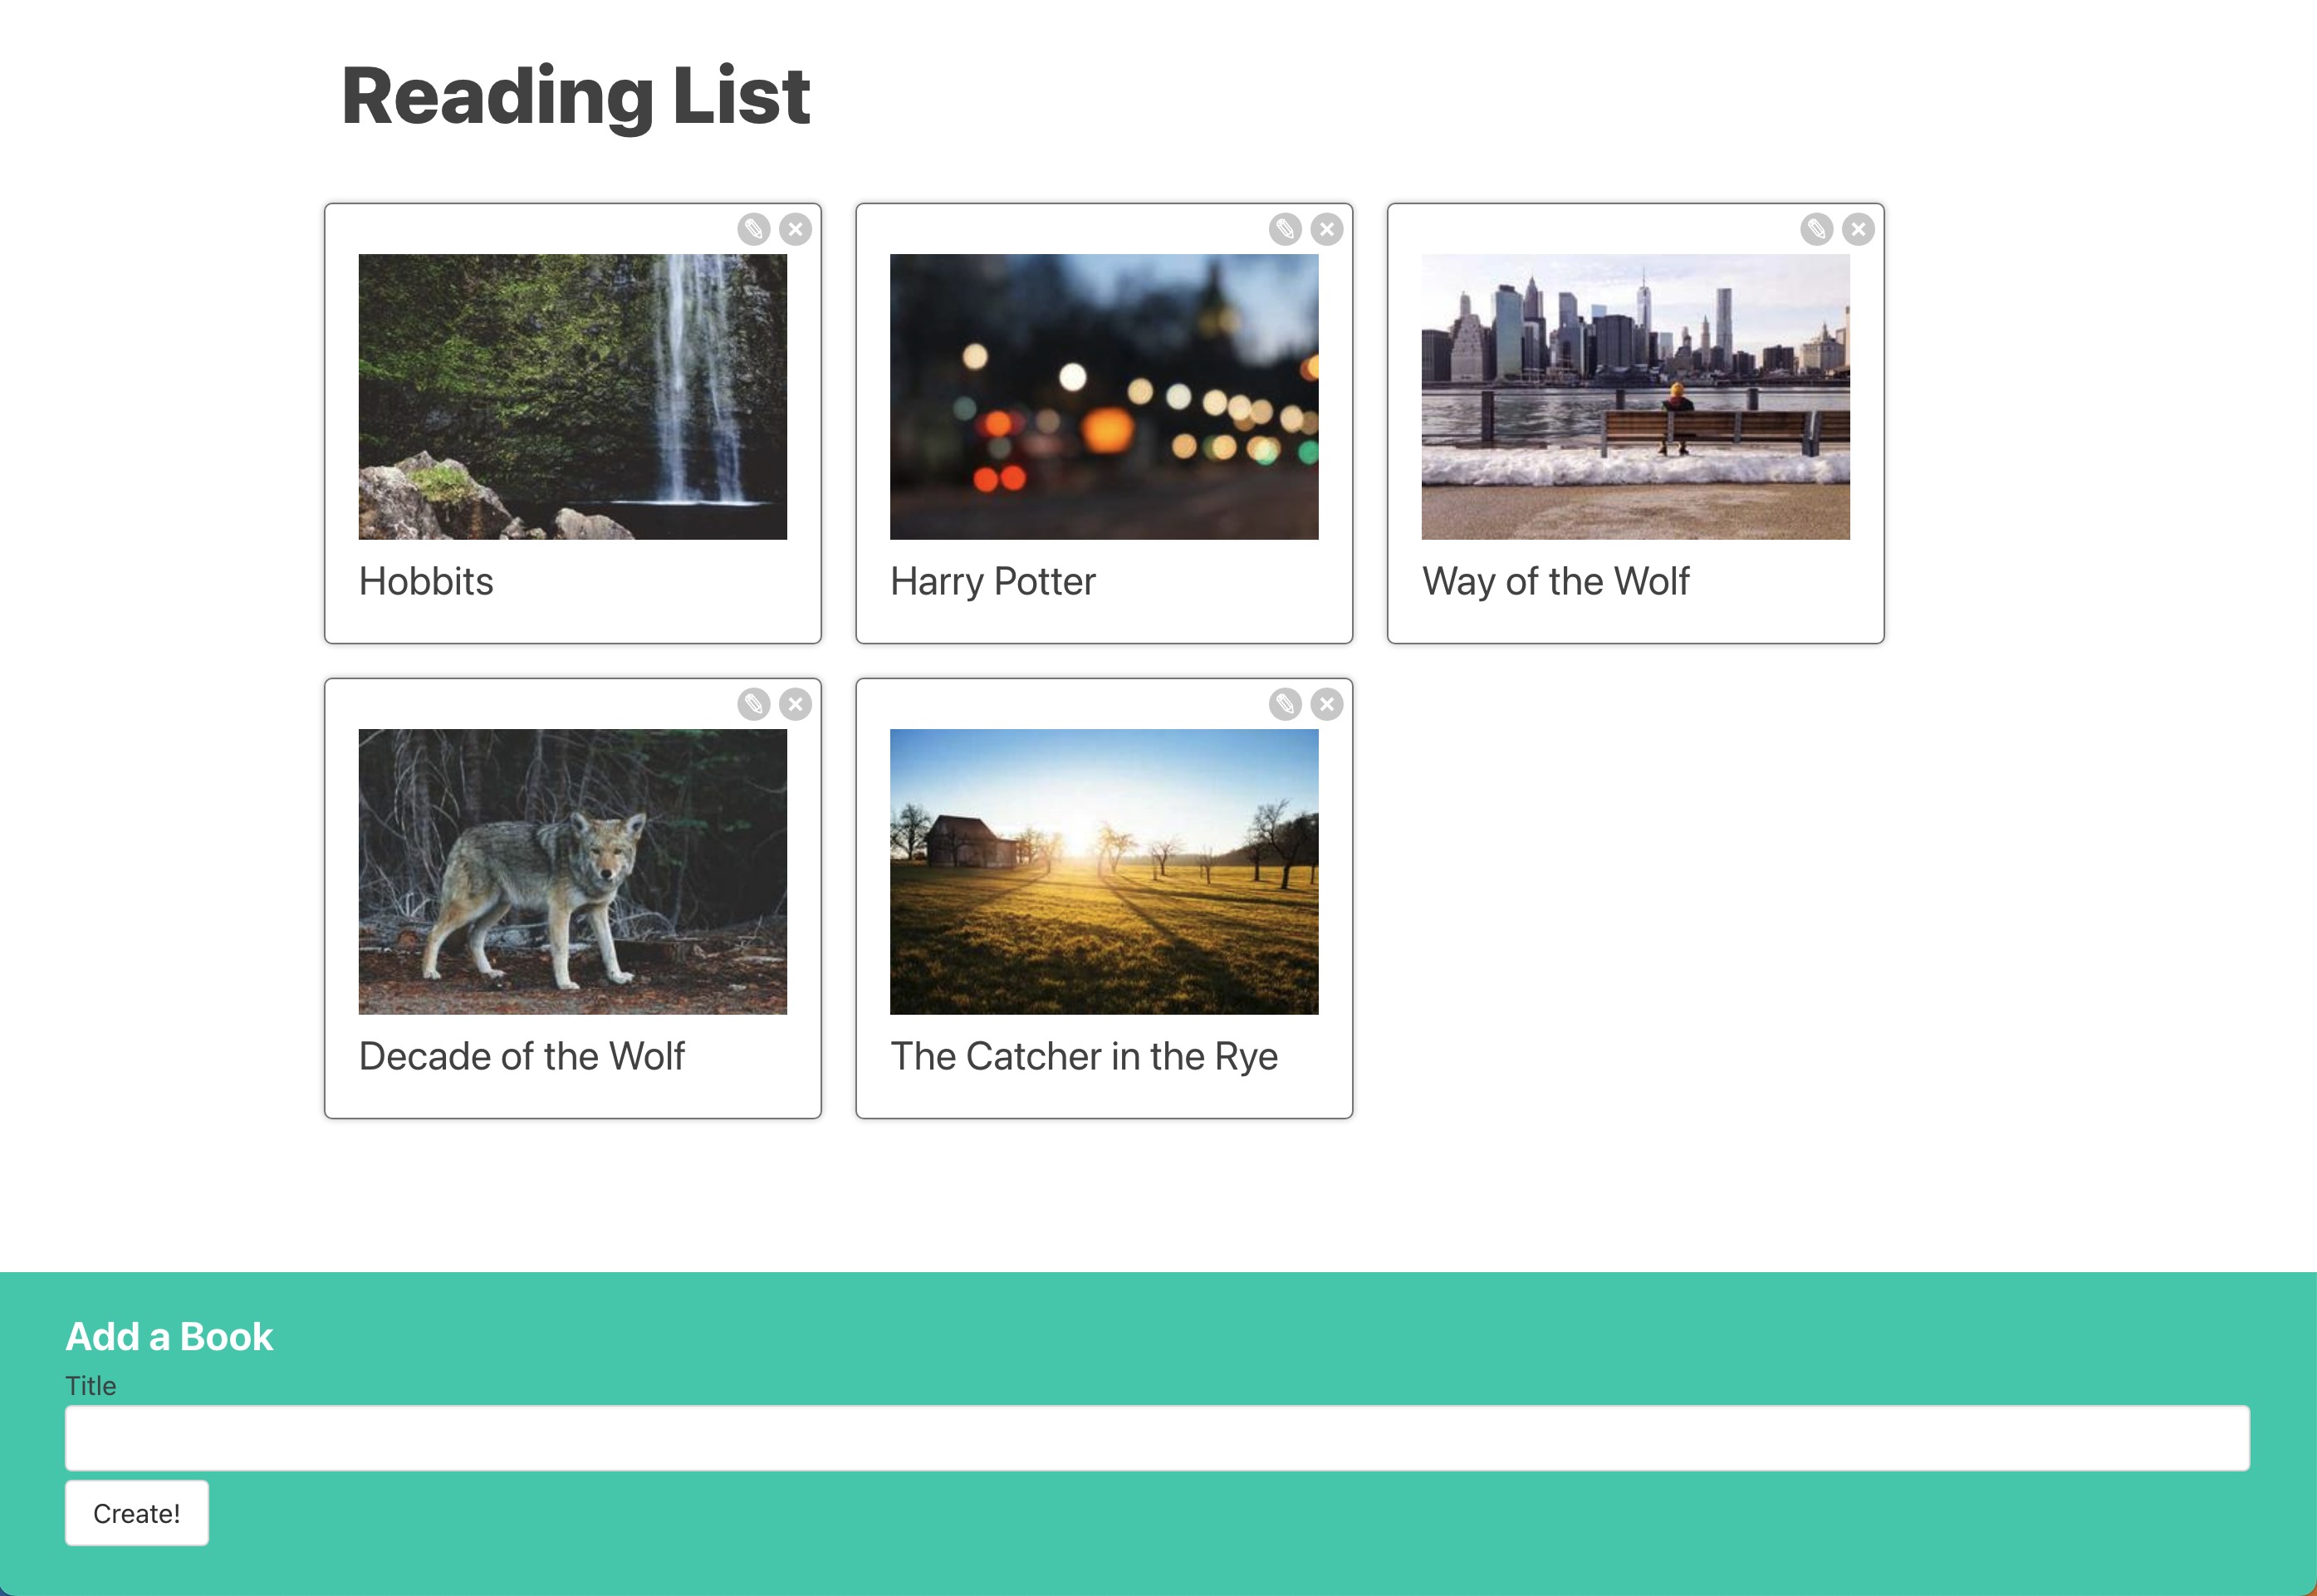 Reading List
Hobbits
Harry Potter
Way of the Wolf
Decade of the Wolf
The Catcher in the Rye
Add a Book
Title
Create!